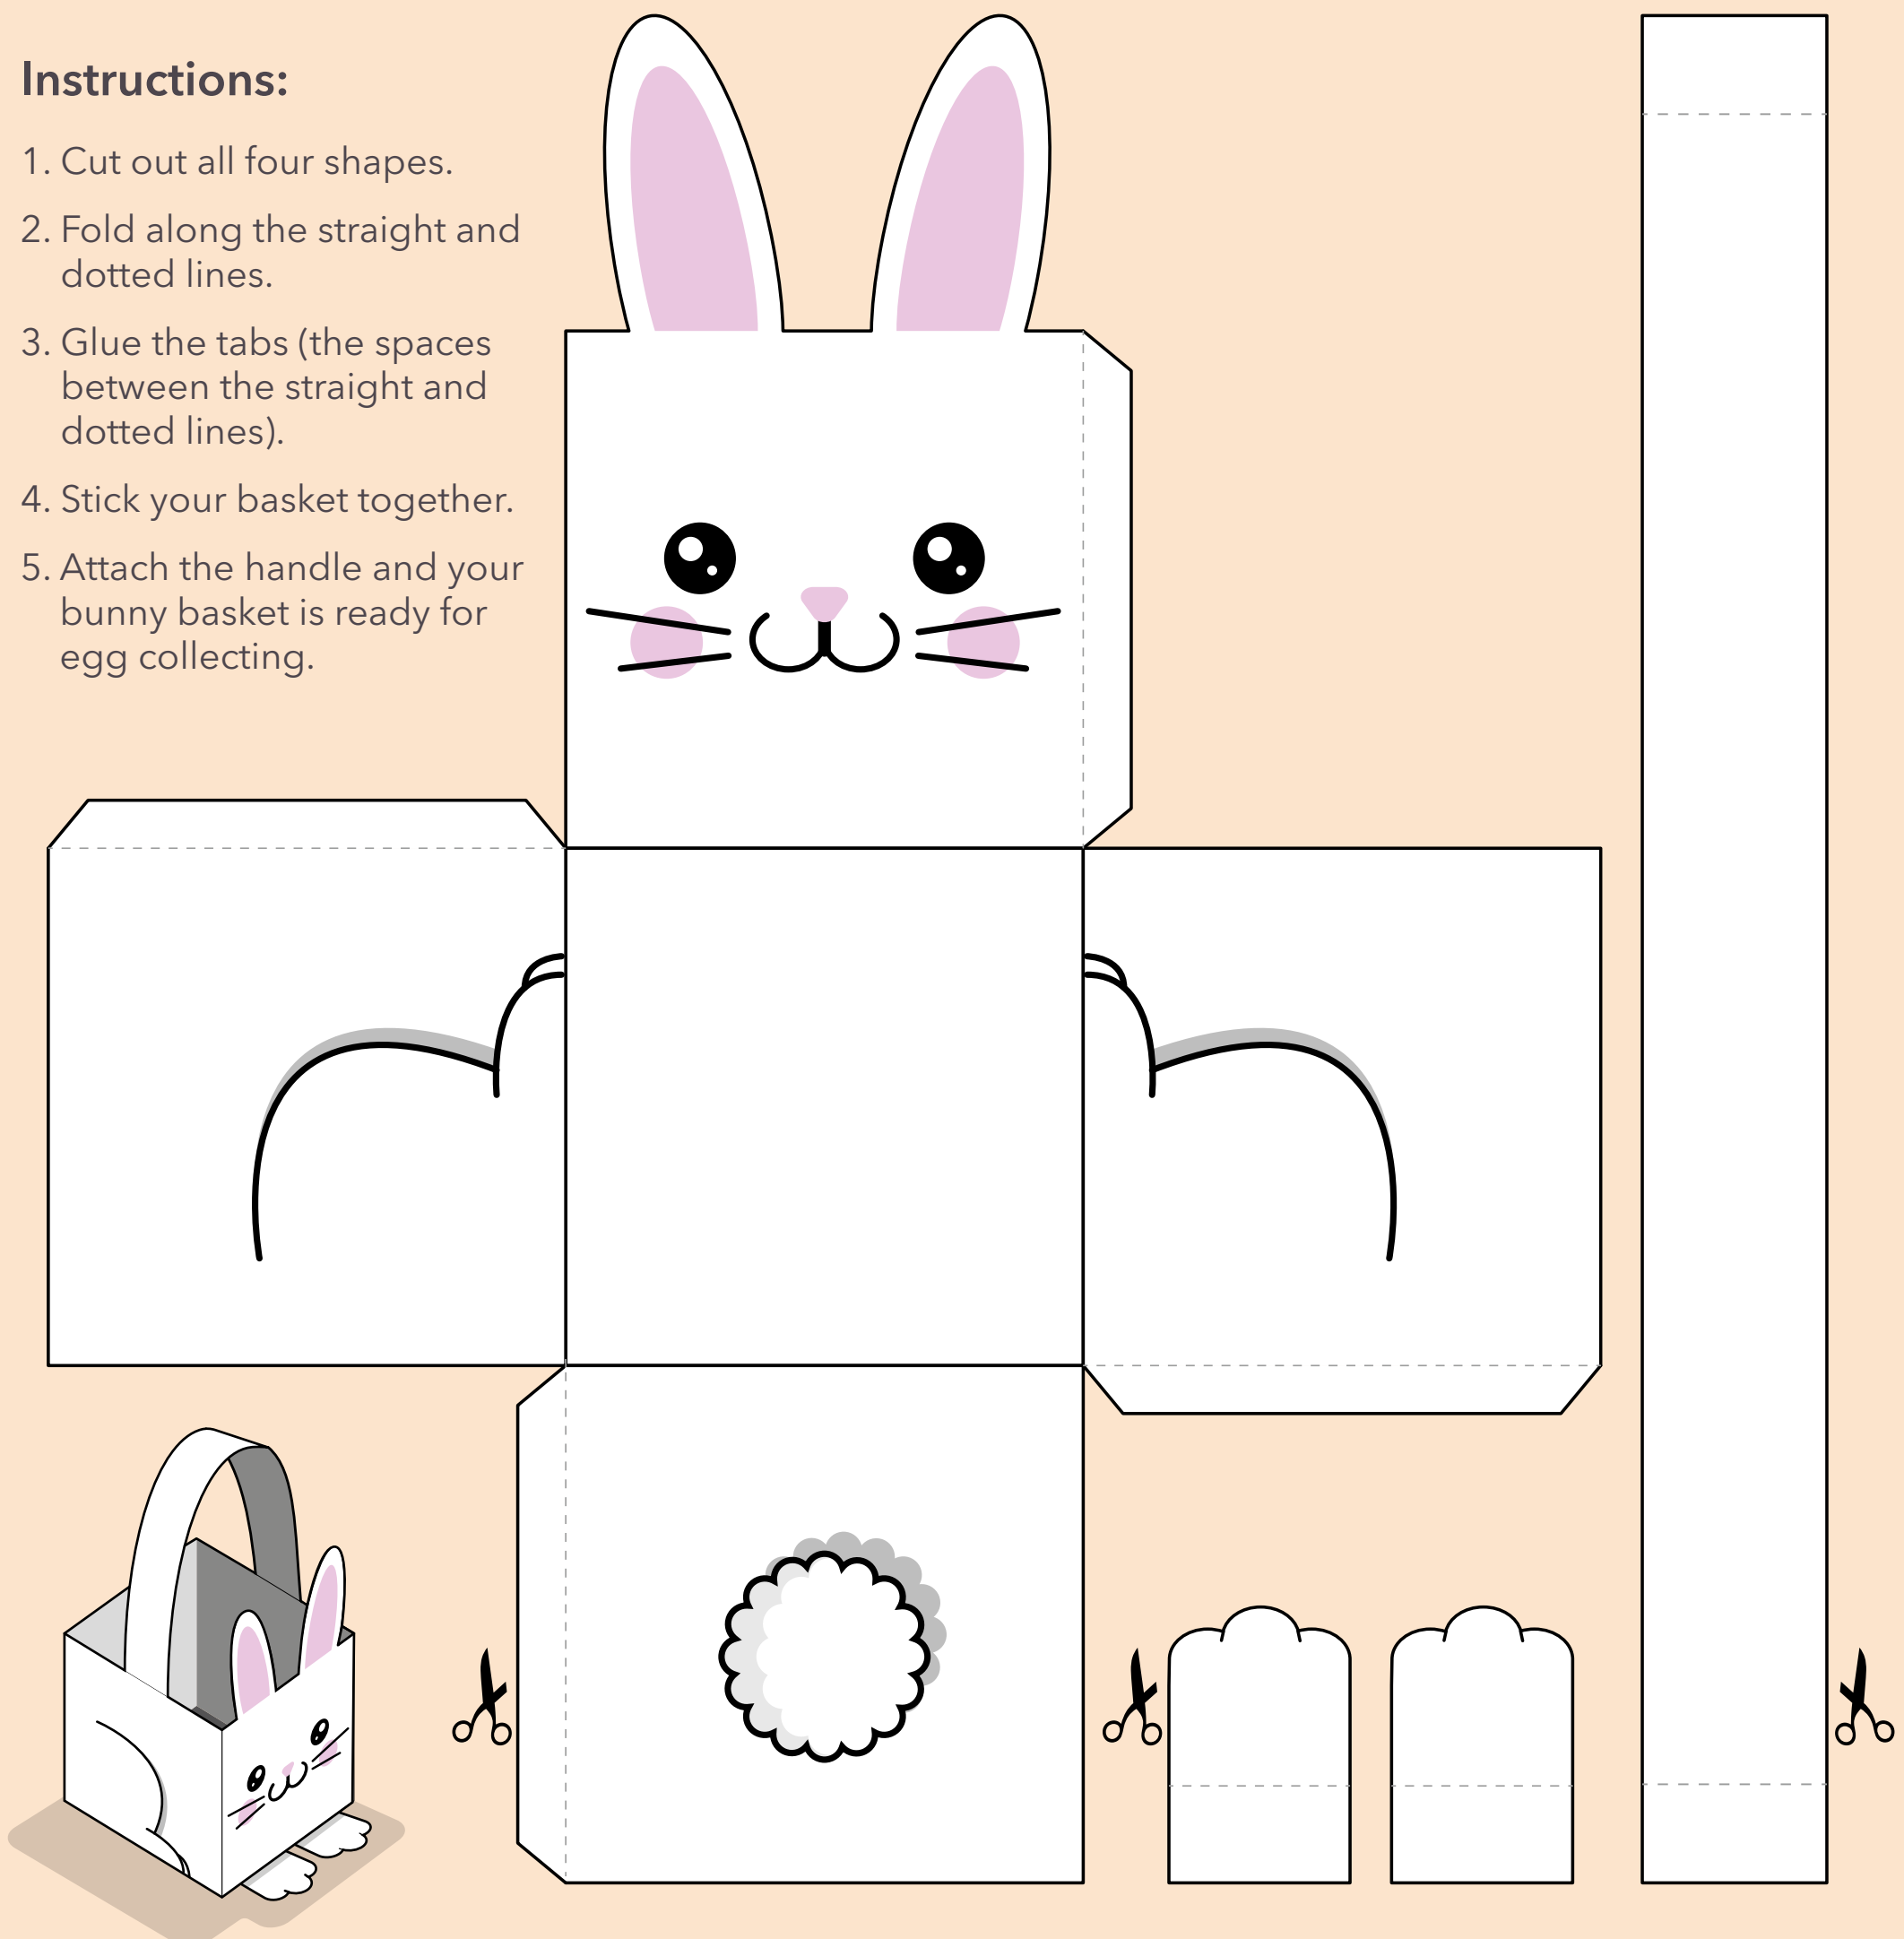 Instructions:
1. Cut out all four shapes.
2. Fold along the straight and
dotted lines.
3. Glue the tabs (the spaces
between the straight and
dotted lines).
4. Stick your basket together.
5. Attach the handle and your
bunny basket is ready for
egg collecting.